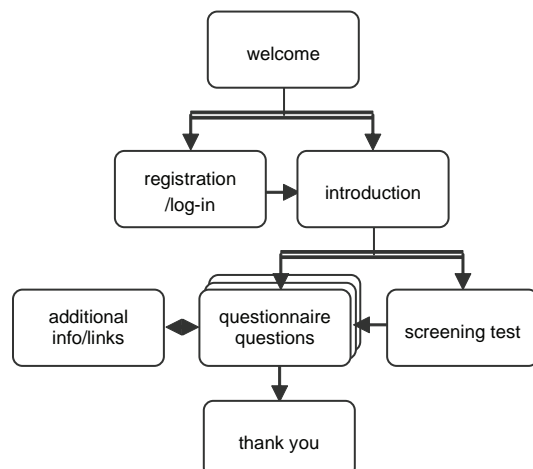 welcome
registration
/log-in
introduction
additional
info/links
questionnaire
questions
screening test
thank you